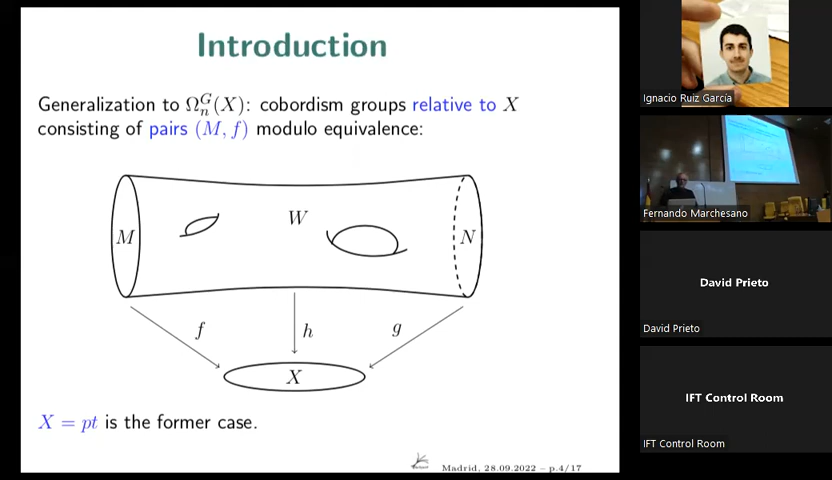 Introduction
Generalization to Ω_n^G(X): cobordism groups relative to X
consisting of pairs (M, f) modulo equivalence:
M
W
N
f
h
g
X
X = pt is the former case.
Madrid, 28.09.2022 – p.4/17
Ignacio Ruiz García
Fernando Marchesano
David Prieto
David Prieto
IFT Control Room
IFT Control Room